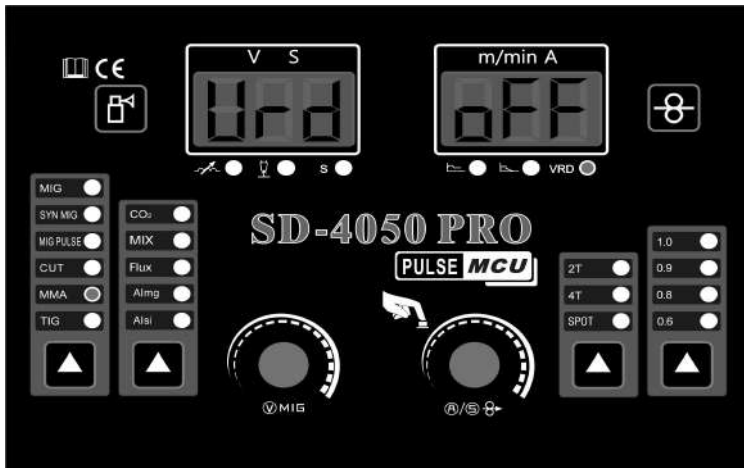 V S
m/min A
CE
Urd
oFF
S
VRD
MIG
SYN MIG
MIG PULSE
CUT
MMA
TIG
CO₂
MIX
Flux
Almg
Alsi
SD-4050 PRO
PULSE MCU
2T
4T
SPOT
1.0
0.9
0.8
0.6
Ⓥ MIG
Ⓐ/Ⓢ